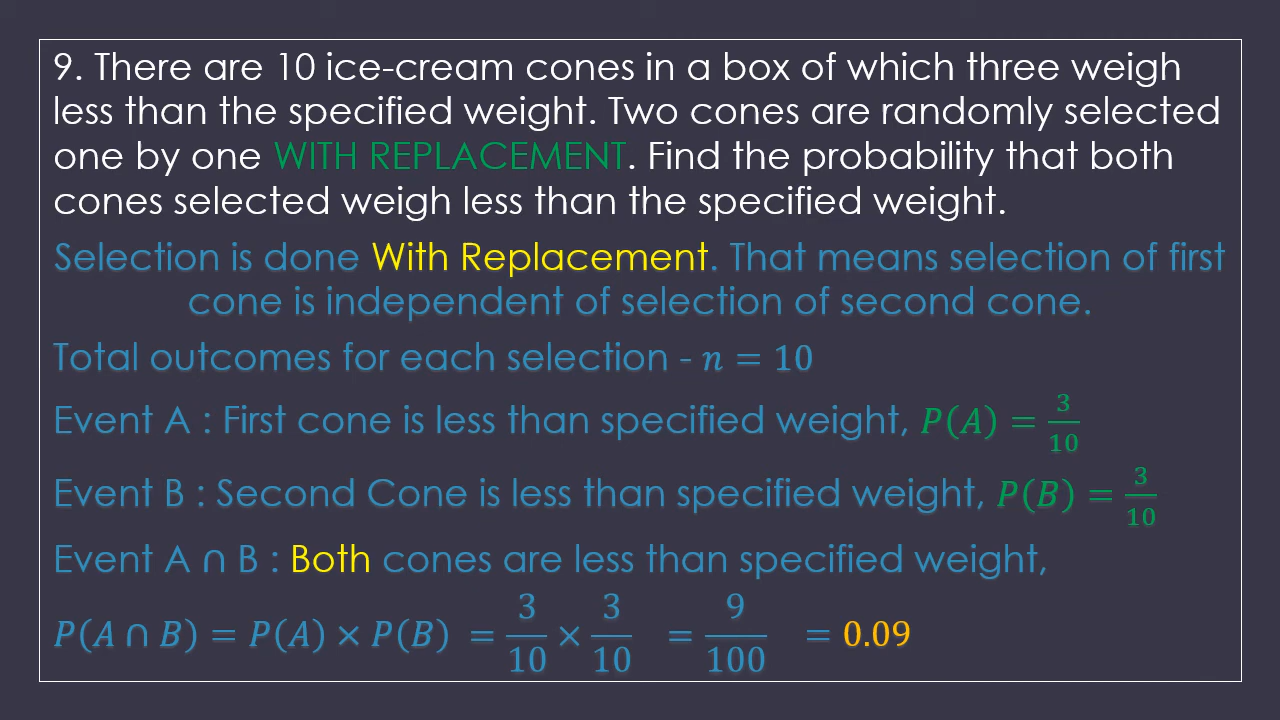 9. There are 10 ice-cream cones in a box of which three weigh
less than the specified weight. Two cones are randomly selected
one by one WITH REPLACEMENT. Find the probability that both
cones selected weigh less than the specified weight.
Selection is done With Replacement. That means selection of first
cone is independent of selection of second cone.
Total outcomes for each selection - n = 10
Event A : First cone is less than specified weight, P(A) = 3/10
Event B : Second Cone is less than specified weight, P(B) = 3/10
Event A ∩ B : Both cones are less than specified weight,
P(A ∩ B) = P(A) × P(B) = 3/10 × 3/10 = 9/100 = 0.09